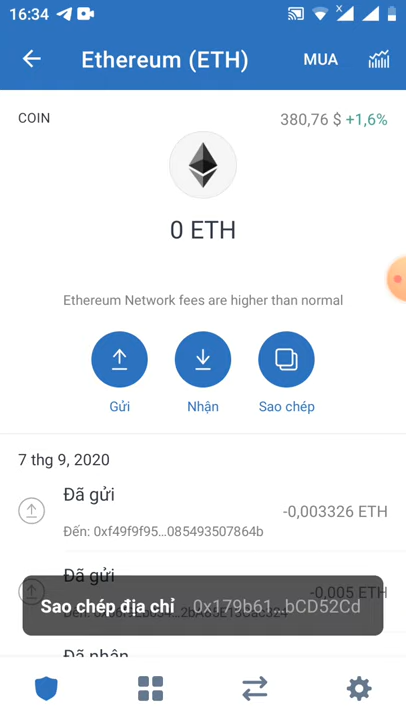 16:34
Ethereum (ETH)
MUA
COIN
380,76 $ +1,6%
0 ETH
Ethereum Network fees are higher than normal
Gửi
Nhận
Sao chép
7 thg 9, 2020
Đã gửi
-0,003326 ETH
Đến: 0xf49f9f95...085493507864b
Đã gửi
-0,005 ETH
Sao chép địa chỉ 0x179b61...bCD52Cd
Đã nhận